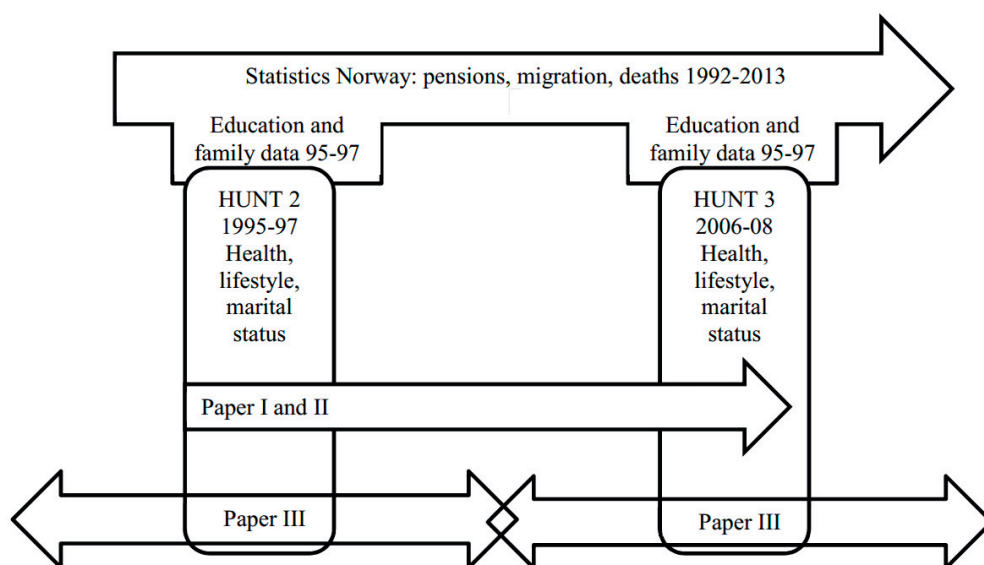 Statistics Norway: pensions, migration, deaths 1992-2013
Education and
family data 95-97
Education and
family data 95-97
HUNT 2
1995-97
Health,
lifestyle,
marital
status
HUNT 3
2006-08
Health,
lifestyle,
marital
status
Paper I and II
Paper III
Paper III